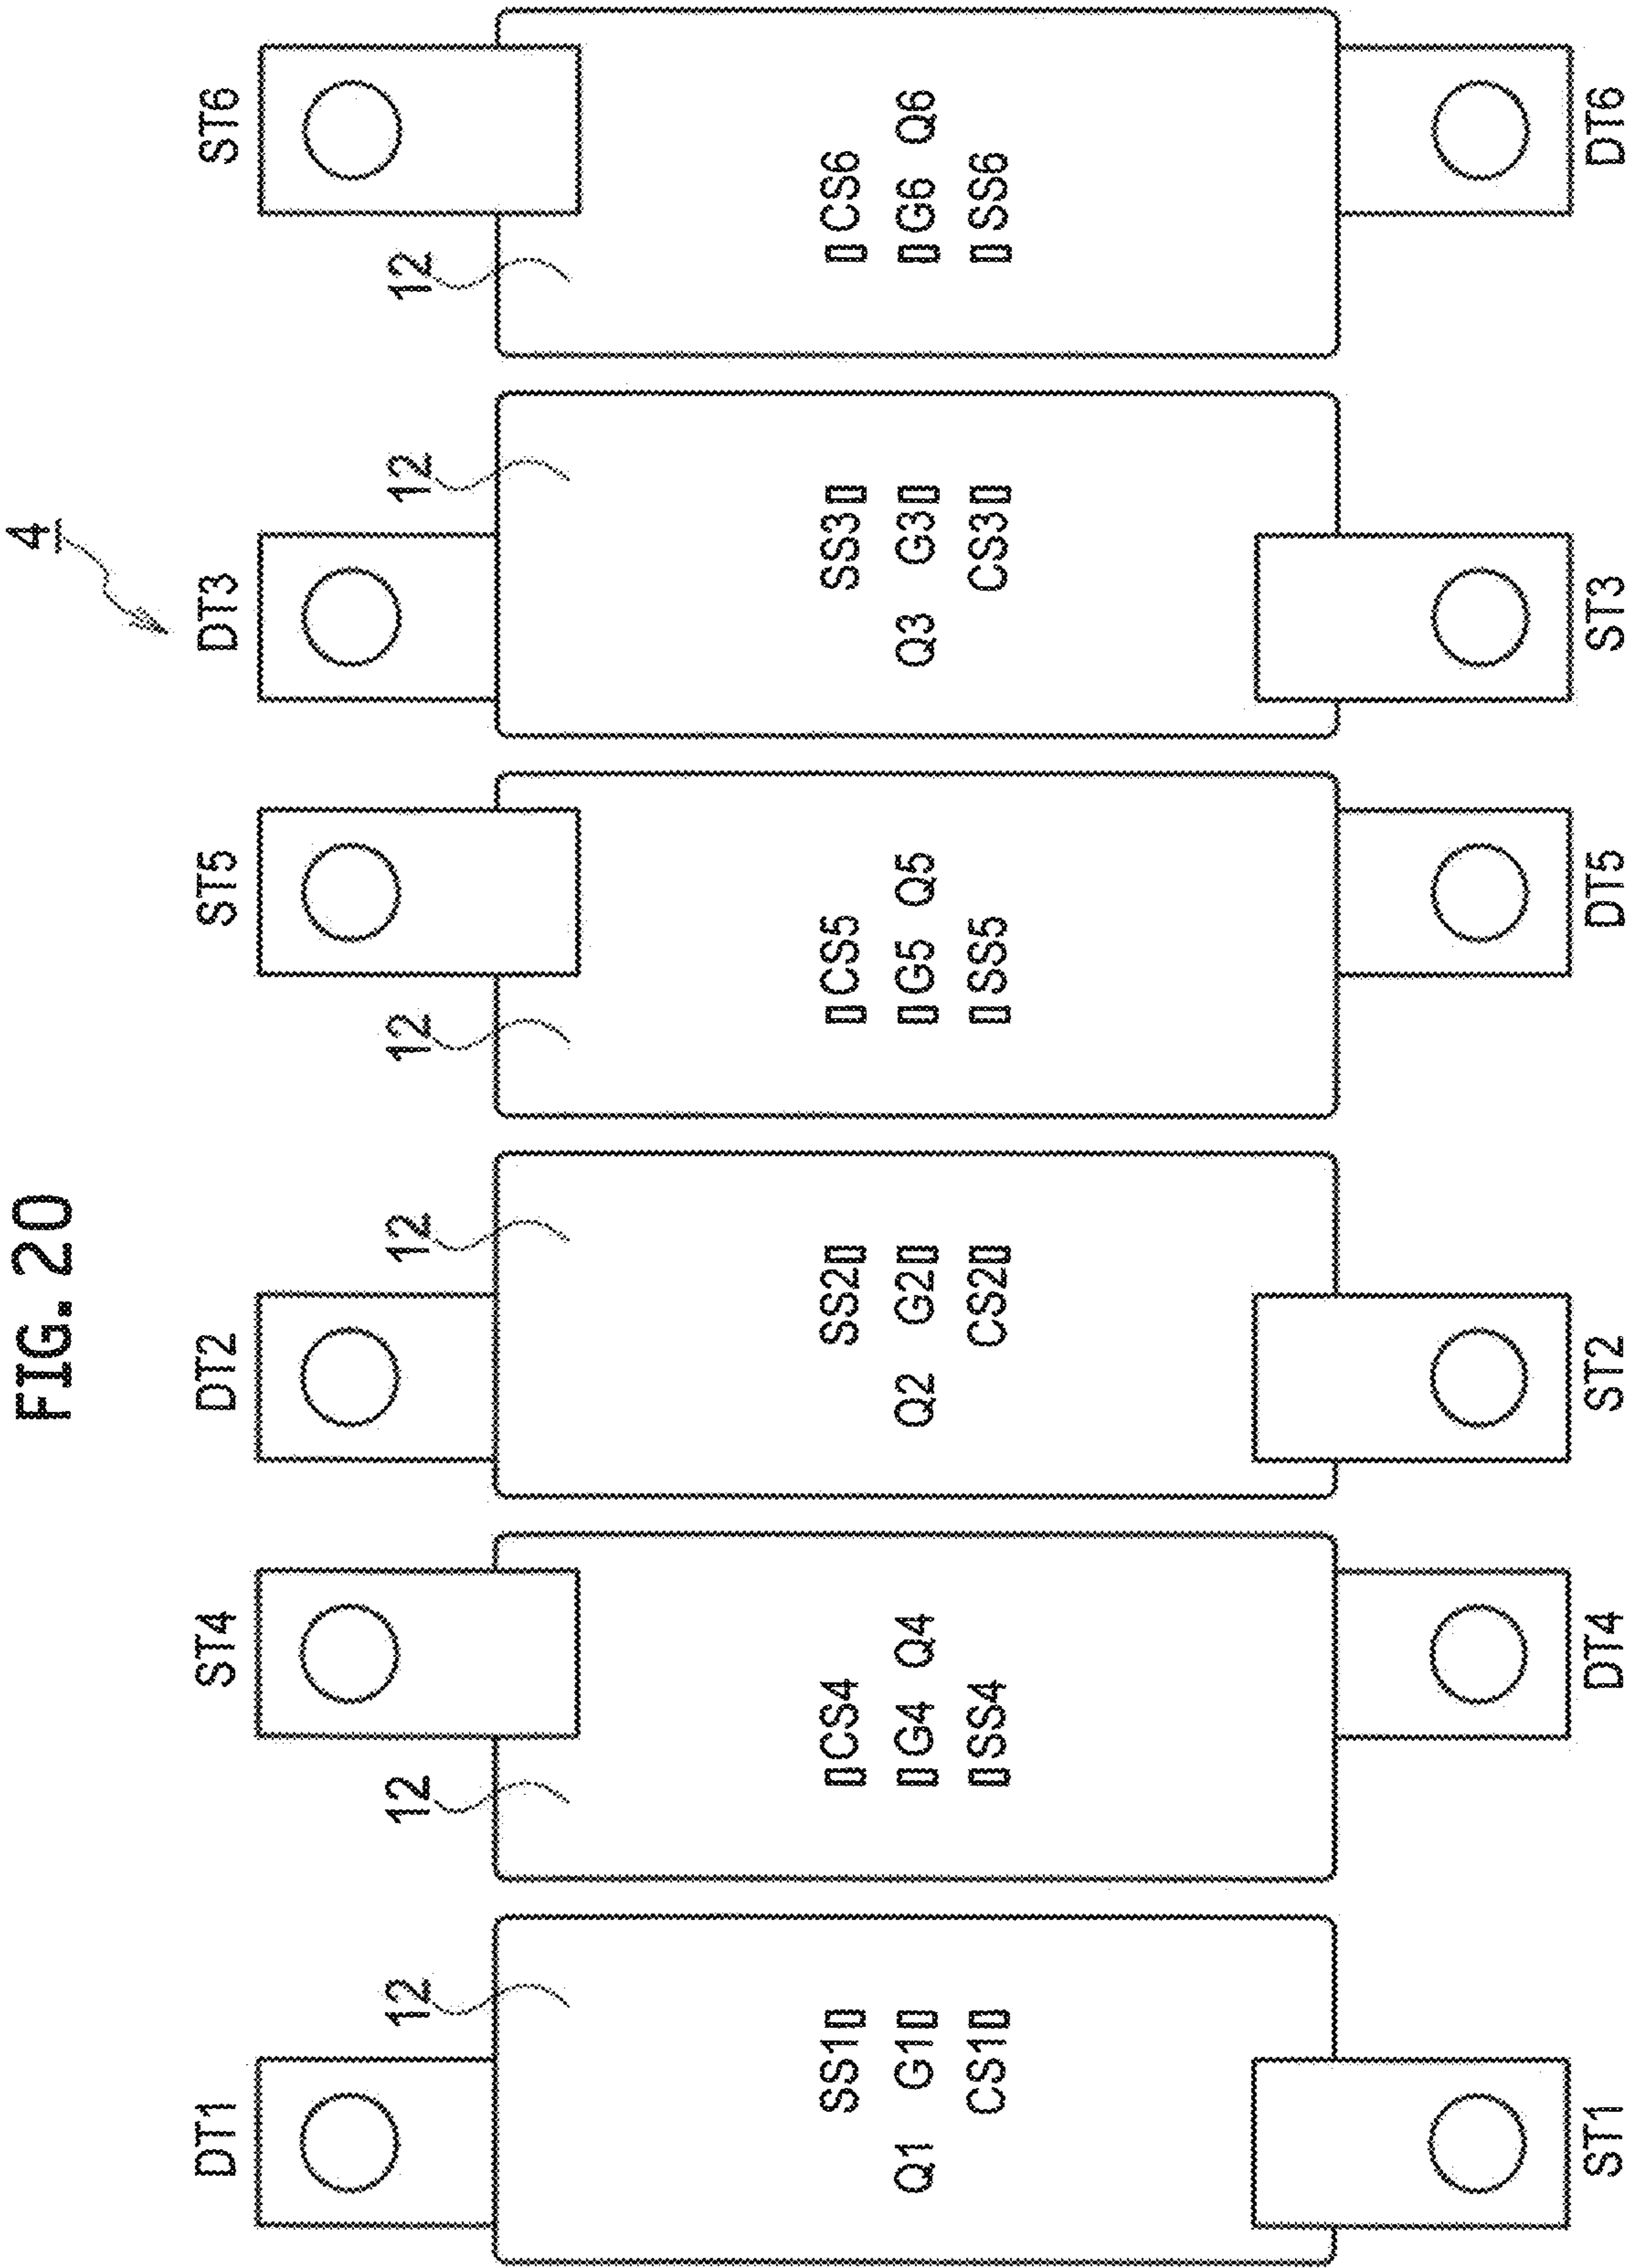 FIG. 20
4
DT1 ST4 DT2 ST5 DT3 ST6
12 12 12 12 12 12
SS1 CS4 SS2 CS5 SS3 CS6
Q1 G1 G4 Q4 Q2 G2 G5 Q5 Q3 G3 G6 Q6
CS1 SS4 CS2 SS5 CS3 SS6
ST1 DT4 ST2 DT5 ST3 DT6